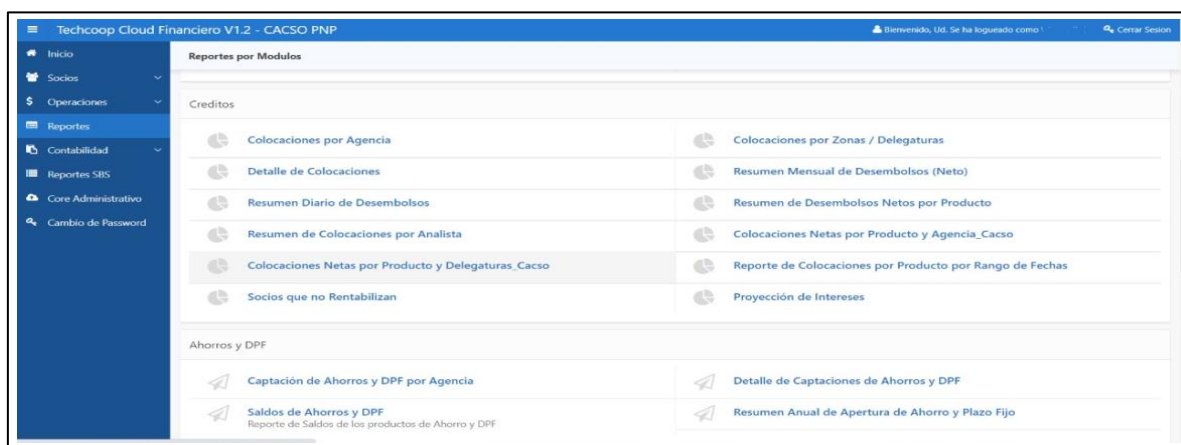 Techcoop Cloud Financiero V1.2 - CACSO PNP
Bienvenido, Ud. Se ha logueado como
Cerrar Sesion
Inicio
Socios
Operaciones
Reportes
Contabilidad
Reportes SBS
Core Administrativo
Cambio de Password
Reportes por Modulos
Creditos
Colocaciones por Agencia
Colocaciones por Zonas / Delegaturas
Detalle de Colocaciones
Resumen Mensual de Desembolsos (Neto)
Resumen Diario de Desembolsos
Resumen de Desembolsos Netos por Producto
Resumen de Colocaciones por Analista
Colocaciones Netas por Producto y Agencia_Cacso
Colocaciones Netas por Producto y Delegaturas_Cacso
Reporte de Colocaciones por Producto por Rango de Fechas
Socios que no Rentabilizan
Proyección de Intereses
Ahorros y DPF
Captación de Ahorros y DPF por Agencia
Detalle de Captaciones de Ahorros y DPF
Saldos de Ahorros y DPF
Reporte de Saldos de los productos de Ahorro y DPF
Resumen Anual de Apertura de Ahorro y Plazo Fijo